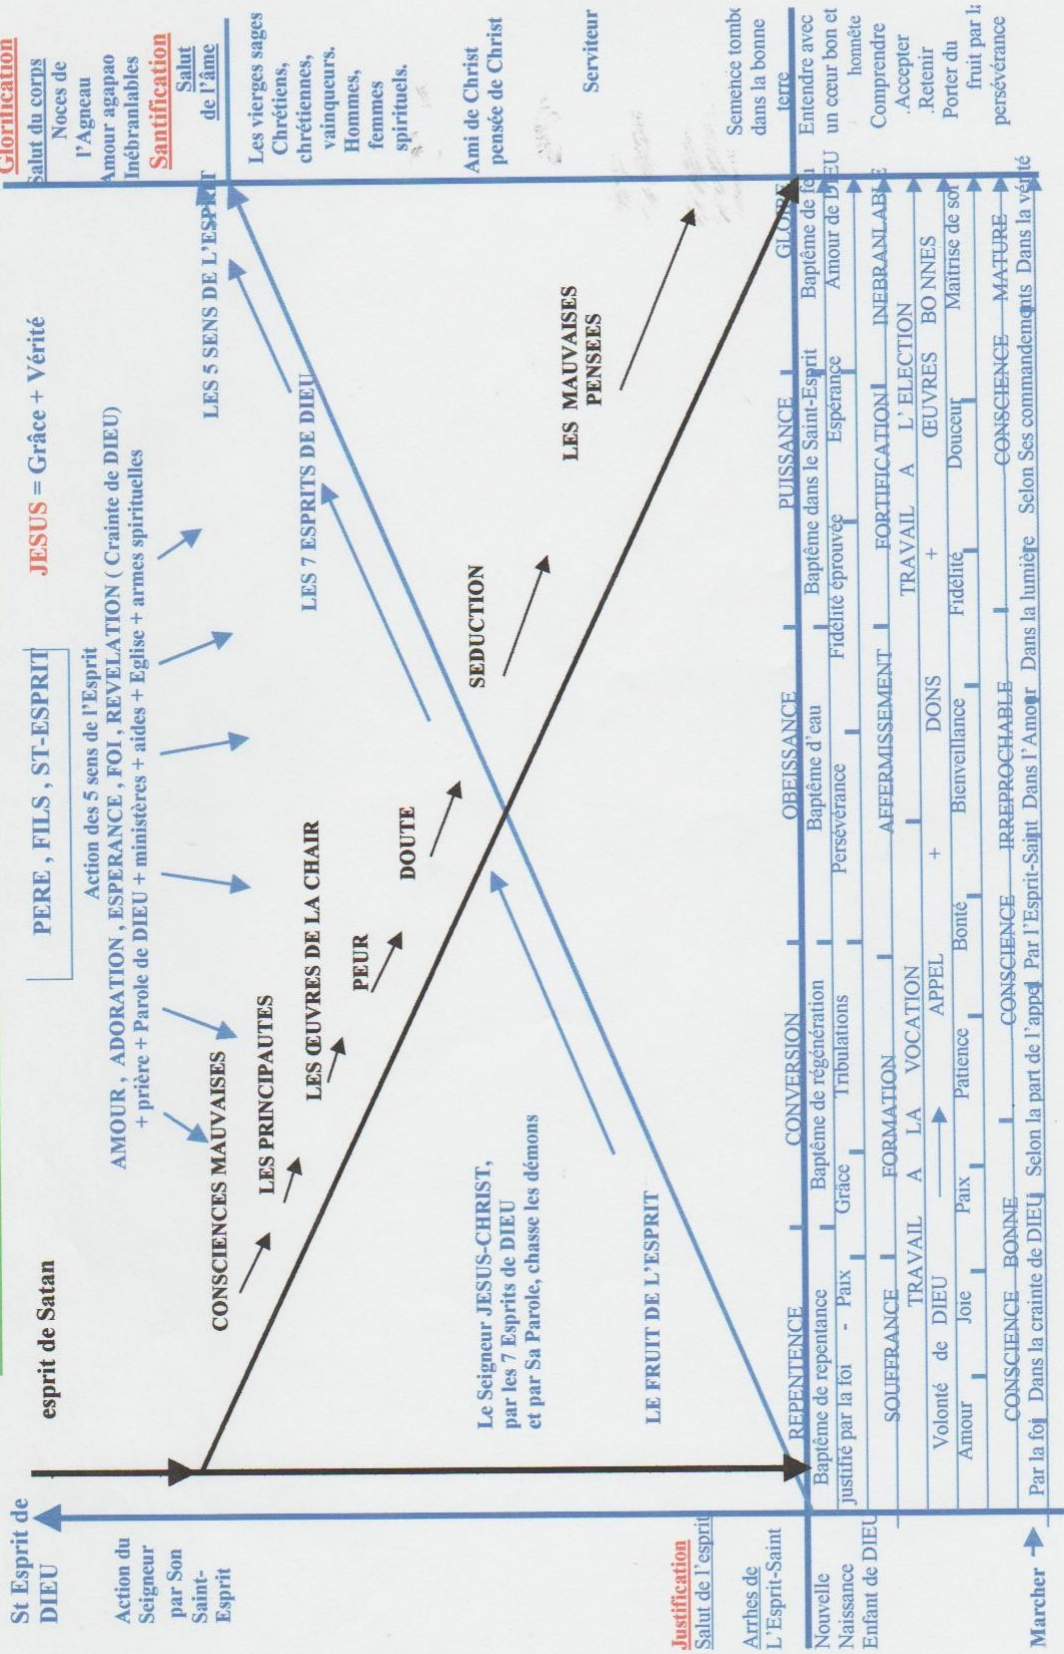 St Esprit de
DIEU
esprit de Satan
PERE , FILS , ST-ESPRIT
JESUS = Grâce + Vérité
Glorification
Salut du corps
Noces de
l'Agneau
Amour agapao
Inébranlables
Santification
Salut
de l'âme
Action du
Seigneur
par Son
Saint-
Esprit
Action des 5 sens de l'Esprit
AMOUR , ADORATION , ESPERANCE , FOI , REVELATION ( Crainte de DIEU)
+ prière + Parole de DIEU + ministères + aides + Eglise + armes spirituelles
CONSCIENCES MAUVAISES
LES PRINCIPAUTES
LES ŒUVRES DE LA CHAIR
PEUR
DOUTE
SEDUCTION
LES MAUVAISES
PENSEES
LES 5 SENS DE L'ESPRIT
LES 7 ESPRITS DE DIEU
Le Seigneur JESUS-CHRIST,
par les 7 Esprits de DIEU
et par Sa Parole, chasse les démons
LE FRUIT DE L'ESPRIT
Les vierges sages
Chrétiens,
chrétiennes,
vainqueurs.
Hommes,
femmes
spirituels.
Ami de Christ
pensée de Christ
Serviteur
Semence tombé
dans la bonne
terre
Justification
Salut de l'esprit
Arrhes de
L'Esprit-Saint
Nouvelle
Naissance
Enfant de DIEU
REPENTENCE CONVERSION OBEISSANCE PUISSANCE GLOIRE
Baptême de repentance Baptême de régénération Baptême d'eau Baptême dans le Saint-Esprit Baptême de feu
justifié par la foi - Paix Grâce Tribulations Persévérance Fidélité éprouvée Espérance Amour de DIEU
SOUFFRANCE FORMATION AFFERMISSEMENT FORTIFICATION INEBRANLABLE
TRAVAIL A LA VOCATION TRAVAIL A L' ELECTION
Volonté de DIEU APPEL + DONS + ŒUVRES BONNES
Amour Joie Paix Patience Bonté Bienveillance Fidélité Douceur Maîtrise de soi
CONSCIENCE BONNE CONSCIENCE IRREPROCHABLE CONSCIENCE MATURE
Marcher Par la foi Dans la crainte de DIEU Selon la part de l'appel Par l'Esprit-Saint Dans l'Amour Dans la lumière Selon Ses commandements Dans la vérité
Entendre avec
un cœur bon et
honnête
Comprendre
.Accepter
.Retenir
Porter du
fruit par la
persévérance